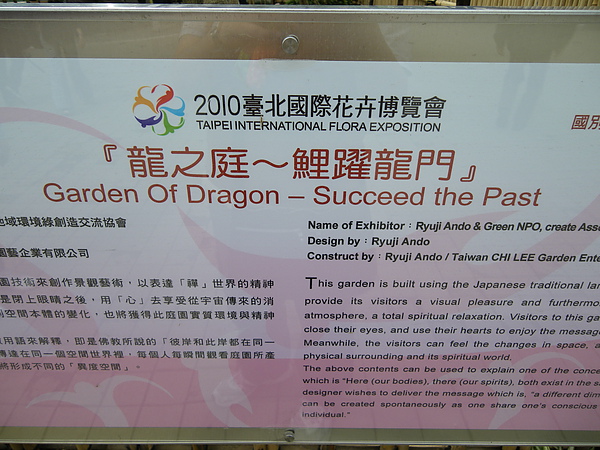 2010臺北國際花卉博覽會
TAIPEI INTERNATIONAL FLORA EXPOSITION
國別
『龍之庭～鯉躍龍門』
Garden Of Dragon – Succeed the Past
地域環境綠創造交流協會
園藝企業有限公司
Name of Exhibitor：Ryuji Ando & Green NPO, create Asso
Design by：Ryuji Ando
Construct by：Ryuji Ando / Taiwan CHI LEE Garden Ente
園技術來創作景觀藝術，以表達「禪」世界的精神
是閉上眼睛之後，用「心」去享受從宇宙傳來的消
空間本體的變化，也將獲得此庭園實質環境與精神
用語來解釋，即是佛教所說的「彼岸和此岸都在同一
達在同一個空間世界裡，每個人每瞬間觀看庭園所產
將形成不同的「異度空間」。
This garden is built using the Japanese traditional lan
provide its visitors a visual pleasure and furthermo
atmosphere, a total spiritual relaxation. Visitors to this ga
close their eyes, and use their hearts to enjoy the message
Meanwhile, the visitors can feel the changes in space, a
physical surrounding and its spiritual world.
The above contents can be used to explain one of the conce
which is "Here (our bodies), there (our spirits), both exist in the sa
designer wishes to deliver the message which is, "a different dim
can be created spontaneously as one share one's conscious
individual."